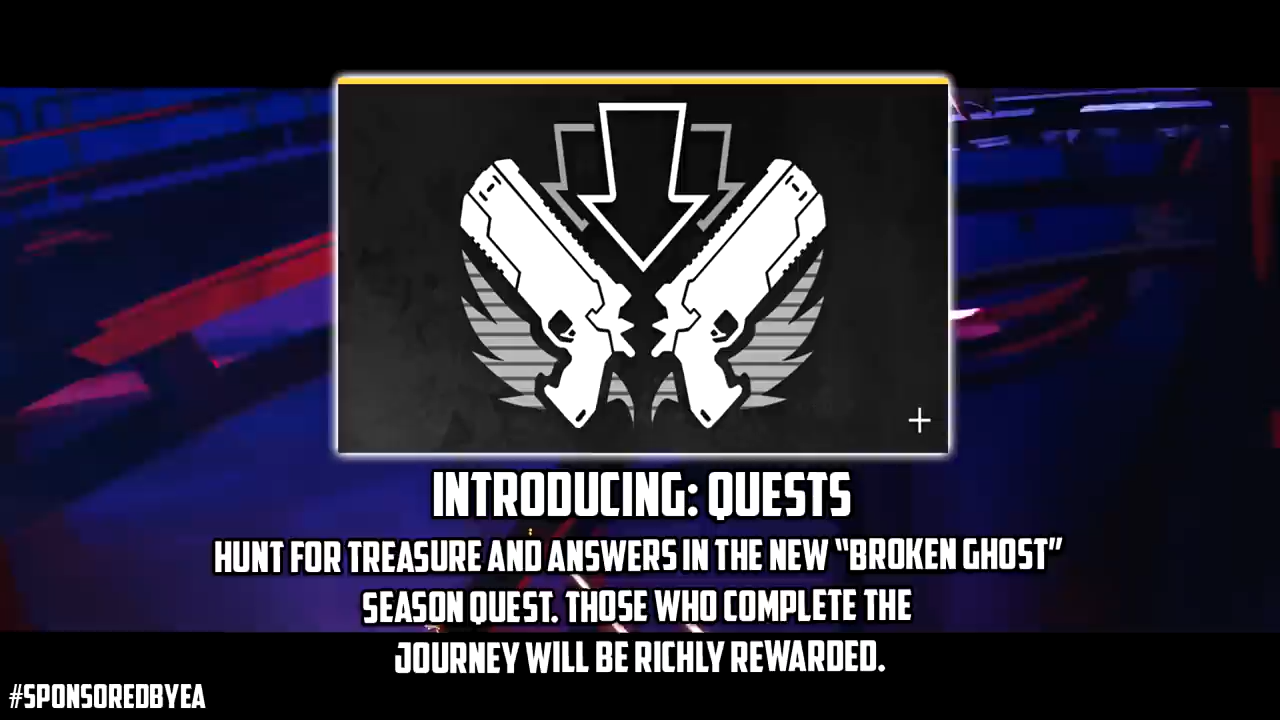 INTRODUCING: QUESTS
HUNT FOR TREASURE AND ANSWERS IN THE NEW “BROKEN GHOST”
SEASON QUEST. THOSE WHO COMPLETE THE
JOURNEY WILL BE RICHLY REWARDED.
#SPONSOREDBYEA